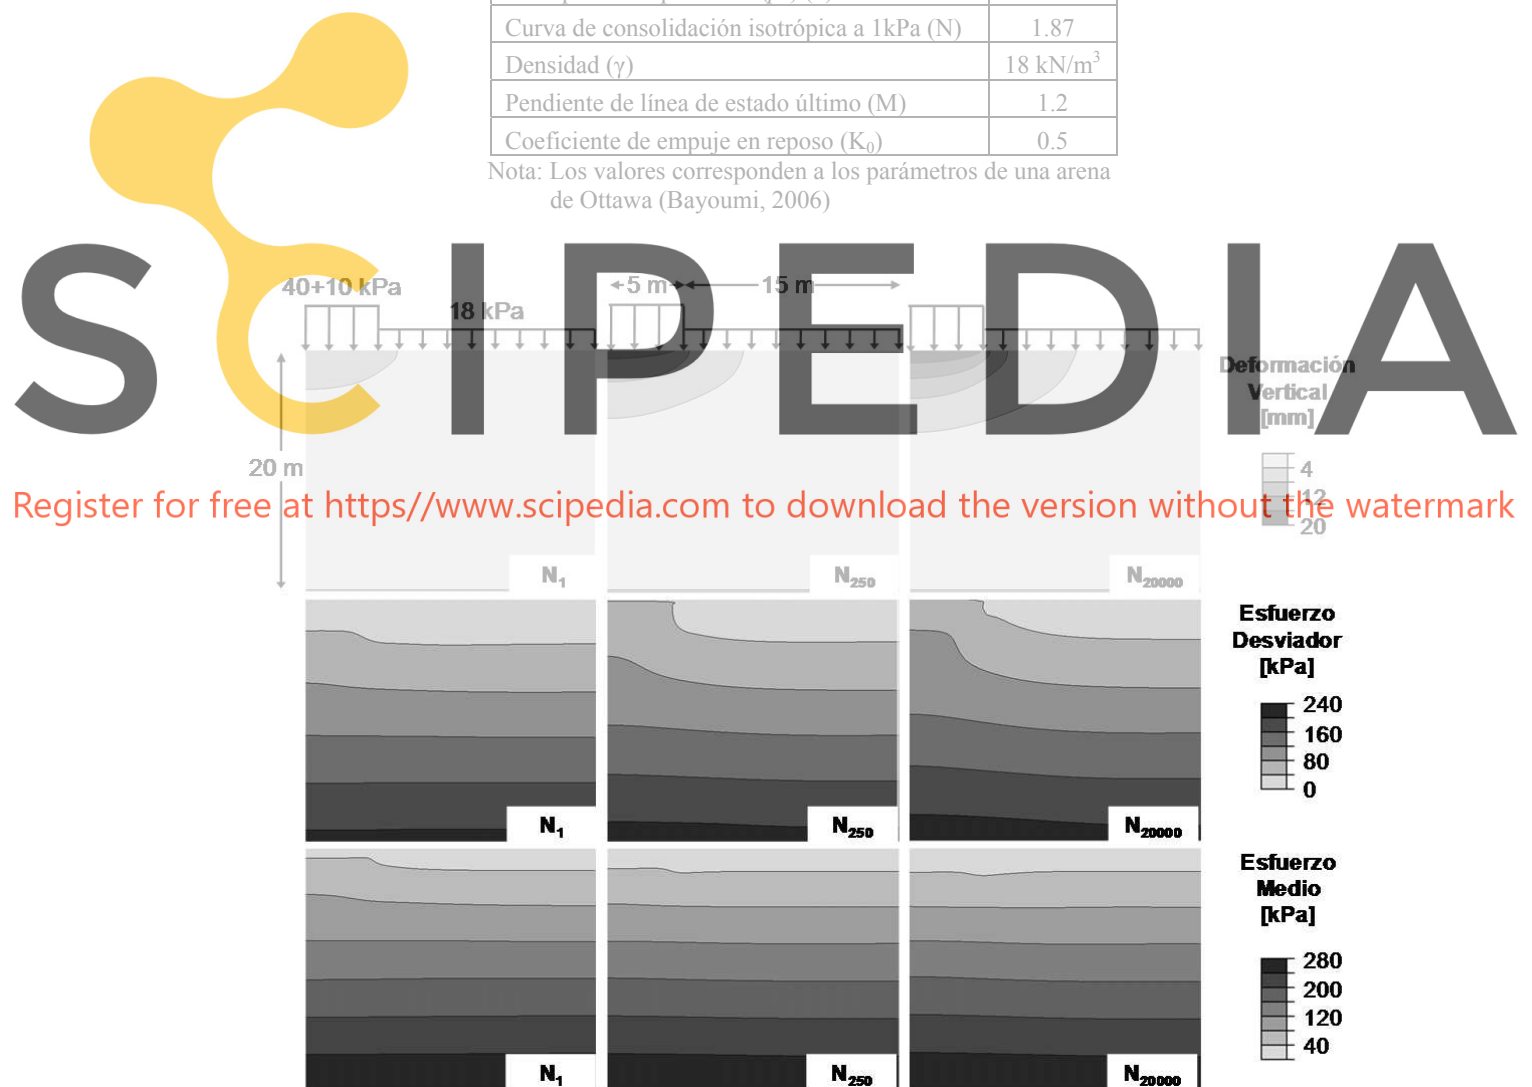 Curva de consolidación isotrópica a 1kPa (N) 1.87
Densidad (γ) 18 kN/m³
Pendiente de línea de estado último (M) 1.2
Coeficiente de empuje en reposo (K₀) 0.5
Nota: Los valores corresponden a los parámetros de una arena
de Ottawa (Bayoumi, 2006)
SCIPEDIA
40+10 kPa
18 kPa
5 m
15 m
Deformación
Vertical
[mm]
20 m
4
12
20
Register for free at https//www.scipedia.com to download the version without the watermark
N₁
N₂₅₀
N₂₀₀₀₀
Esfuerzo
Desviador
[kPa]
240
160
80
0
N₁
N₂₅₀
N₂₀₀₀₀
Esfuerzo
Medio
[kPa]
280
200
120
40
N₁
N₂₅₀
N₂₀₀₀₀